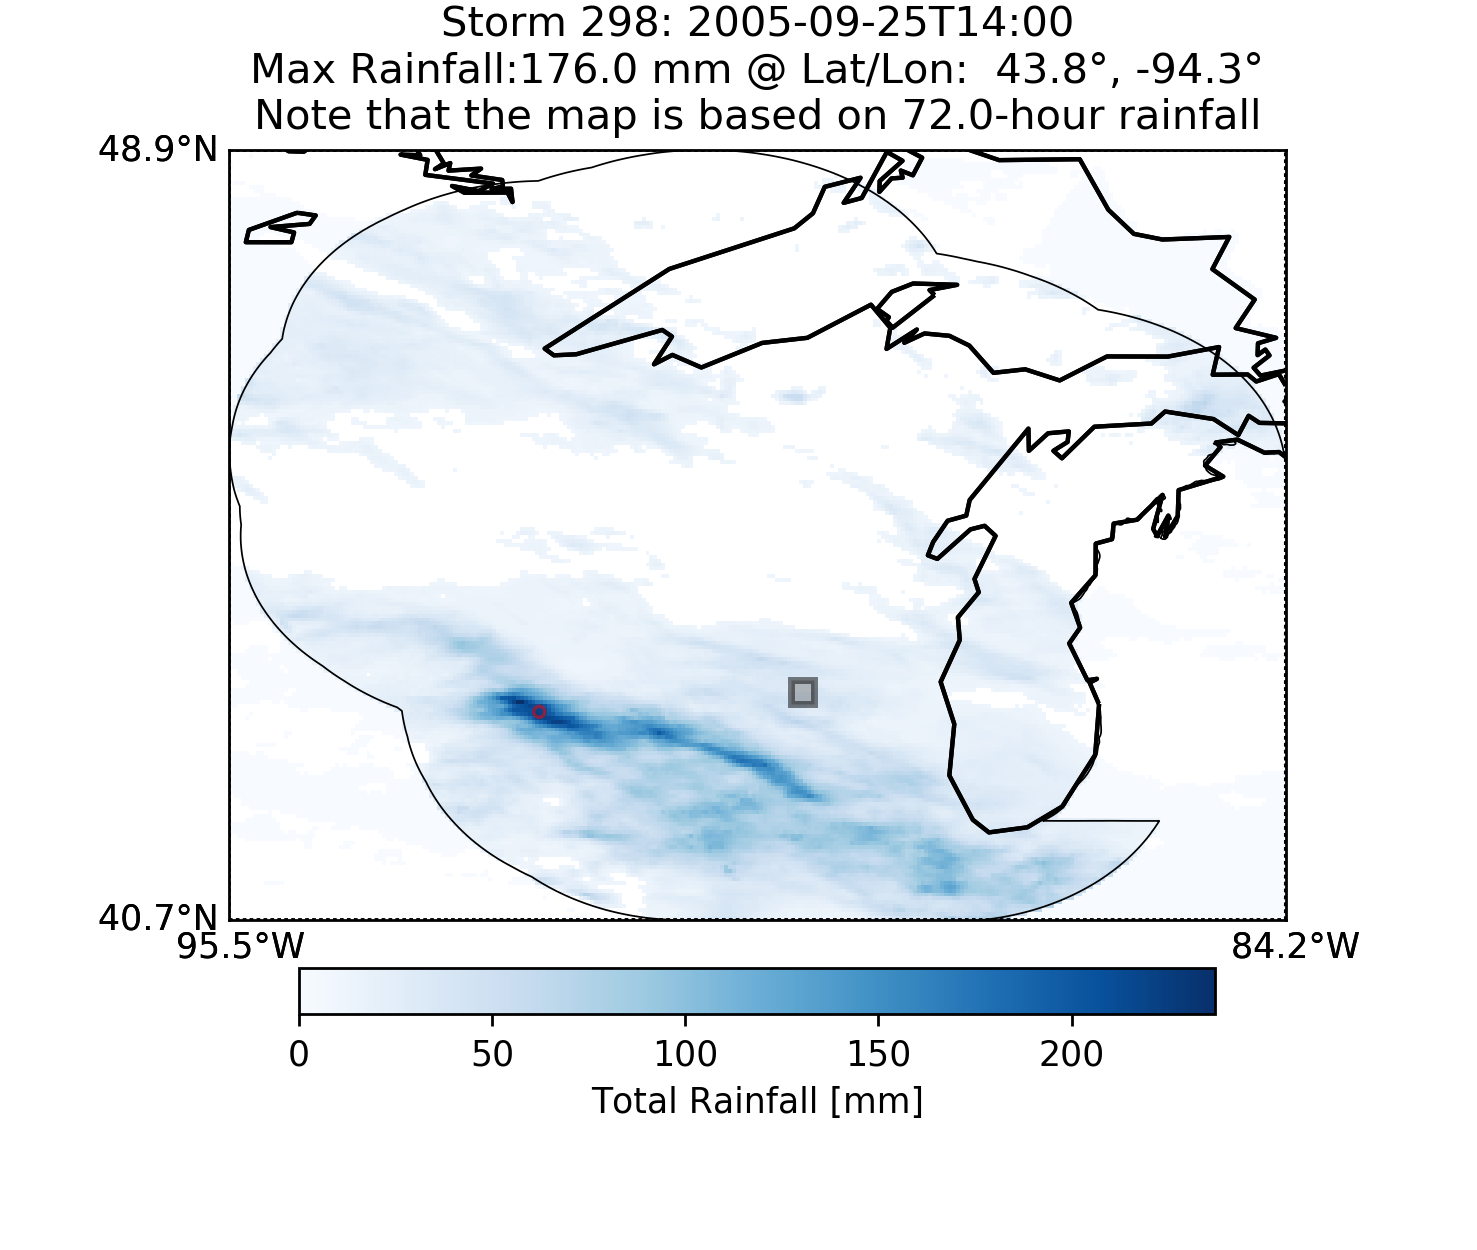 Storm 298: 2005-09-25T14:00
Max Rainfall:176.0 mm @ Lat/Lon:  43.8°, -94.3°
Note that the map is based on 72.0-hour rainfall
48.9°N
40.7°N
95.5°W 84.2°W
0 50 100 150 200
Total Rainfall [mm]